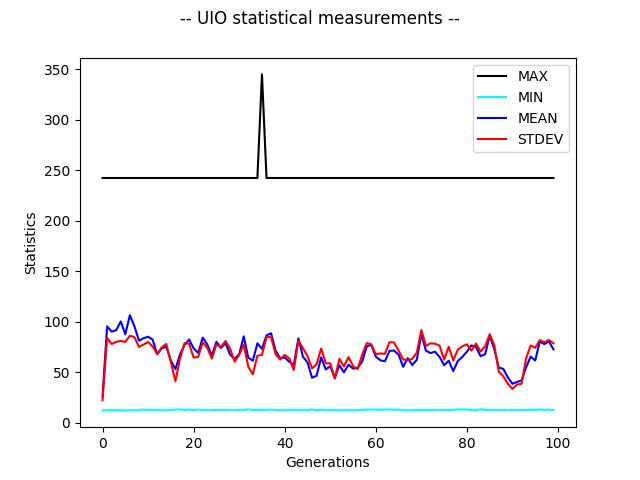 -- UIO statistical measurements --
MAX
MIN
MEAN
STDEV
Statistics
350
300
250
200
150
100
50
0
0 20 40 60 80 100
Generations